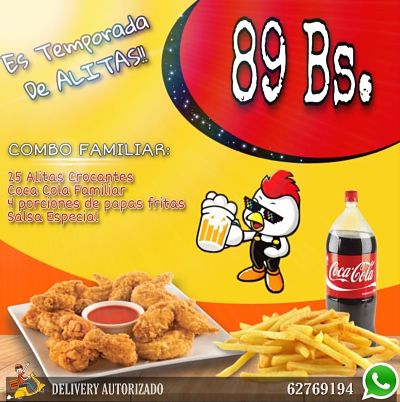 Es Temporada
De ALITAS!!
89 Bs.
COMBO FAMILIAR:
25 Alitas Crocantes
Coca Cola Familiar
4 porciones de papas fritas
Salsa Especial
Coca-Cola
DELIVERY AUTORIZADO
62769194